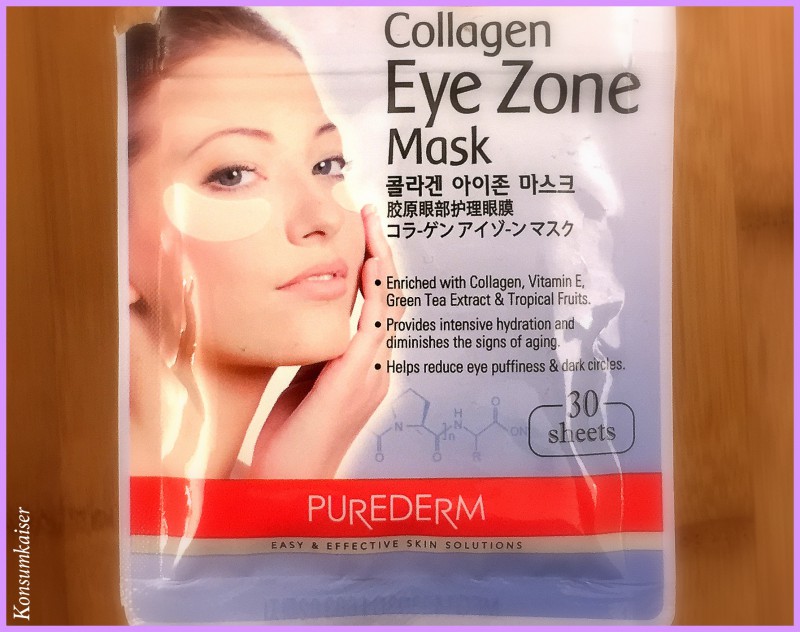 Collagen
Eye Zone
Mask
콜라겐 아이존 마스크
胶原眼部护理眼膜
コラ-ゲン アイゾ-ン マスク
• Enriched with Collagen, Vitamin E,
Green Tea Extract & Tropical Fruits.
• Provides intensive hydration and
diminishes the signs of aging.
• Helps reduce eye puffiness & dark circles.
30
sheets
PUREDERM
EASY & EFFECTIVE SKIN SOLUTIONS
Konsumkaiser